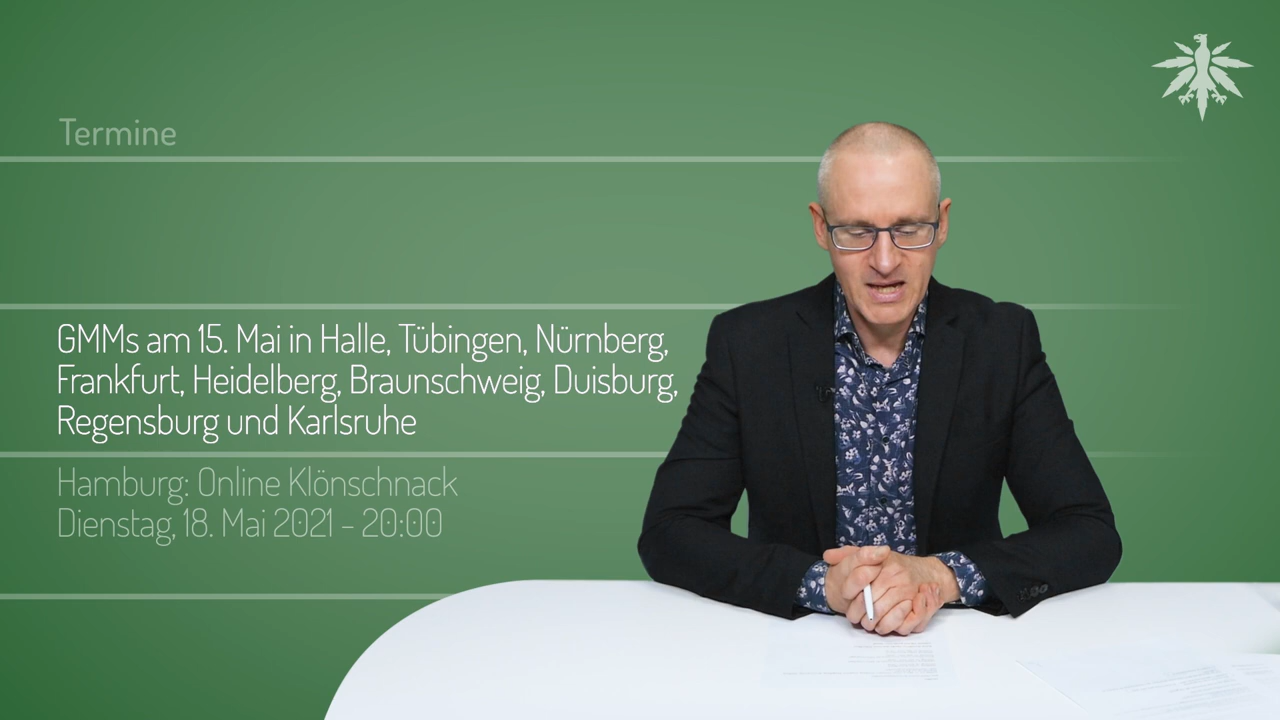 Termine
GMMs am 15. Mai in Halle, Tübingen, Nürnberg,
Frankfurt, Heidelberg, Braunschweig, Duisburg,
Regensburg und Karlsruhe
Hamburg: Online Klönschnack
Dienstag, 18. Mai 2021 – 20:00